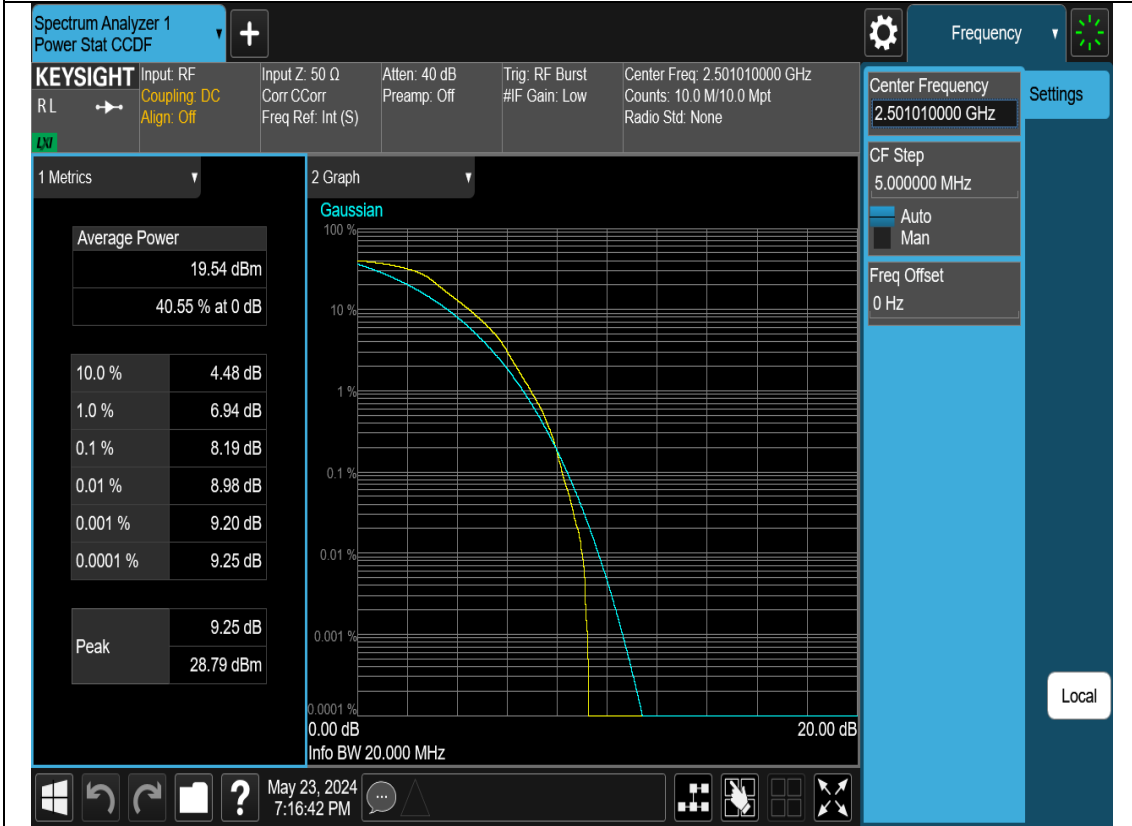 Spectrum Analyzer 1
Power Stat CCDF
+
Frequency
KEYSIGHT
RL
LXI
Input: RF
Coupling: DC
Align: Off
Input Z: 50 Ω
Corr CCorr
Freq Ref: Int (S)
Atten: 40 dB
Preamp: Off
Trig: RF Burst
#IF Gain: Low
Center Freq: 2.501010000 GHz
Counts: 10.0 M/10.0 Mpt
Radio Std: None
Center Frequency
2.501010000 GHz
Settings
CF Step
5.000000 MHz
Auto
Man
Freq Offset
0 Hz
1 Metrics
Average Power
19.54 dBm
40.55 % at 0 dB
10.0 % 4.48 dB
1.0 % 6.94 dB
0.1 % 8.19 dB
0.01 % 8.98 dB
0.001 % 9.20 dB
0.0001 % 9.25 dB
Peak
9.25 dB
28.79 dBm
2 Graph
Gaussian
100 %
10 %
1 %
0.1 %
0.01 %
0.001 %
0.0001 %
0.00 dB 20.00 dB
Info BW 20.000 MHz
Local
?
May 23, 2024
7:16:42 PM